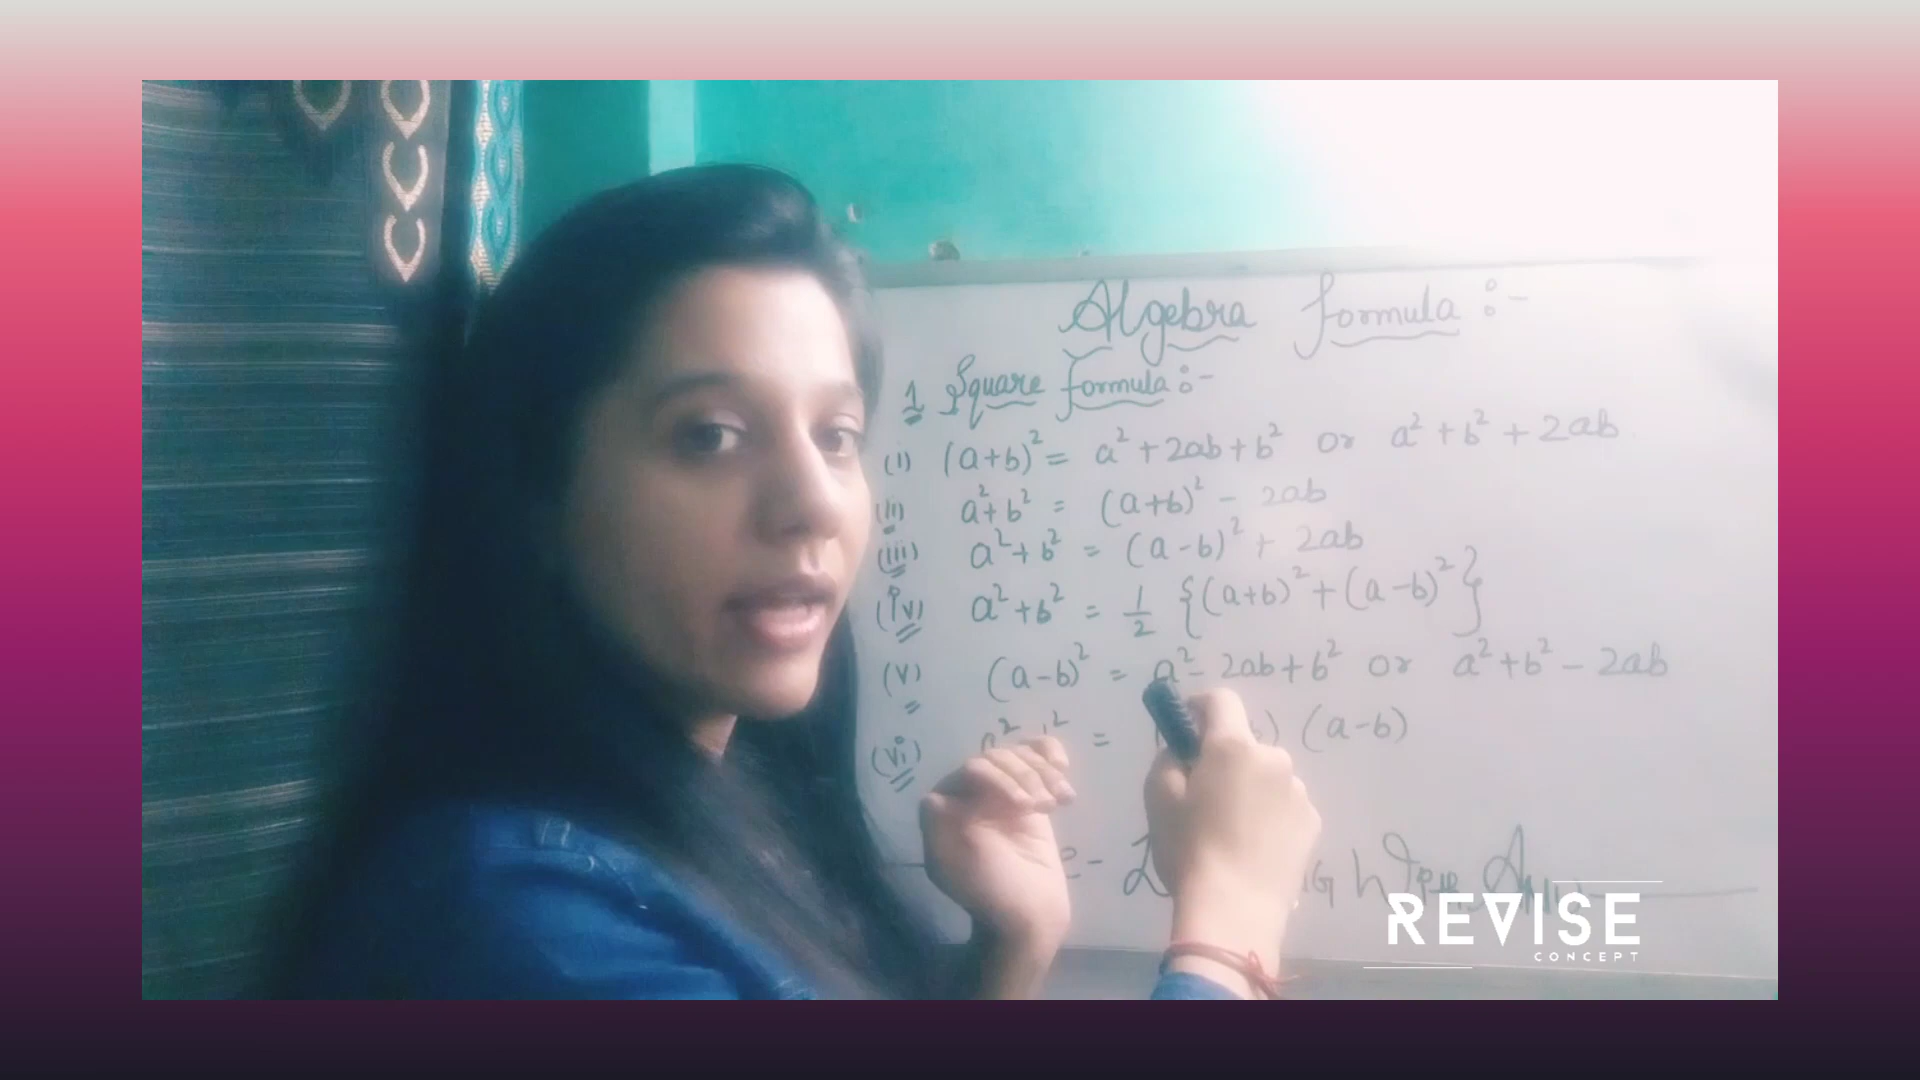 Algebra formula :-
1 Square formula :-
(i) (a+b)² = a² + 2ab + b² or a² + b² + 2ab
(ii) a² + b² = (a+b)² - 2ab
(iii) a² + b² = (a-b)² + 2ab
(iv) a² + b² = 1/2 {(a+b)² + (a-b)²}
(v) (a-b)² = a² - 2ab + b² or a² + b² - 2ab
(vi) = (a-b)
REVISE
CONCEPT